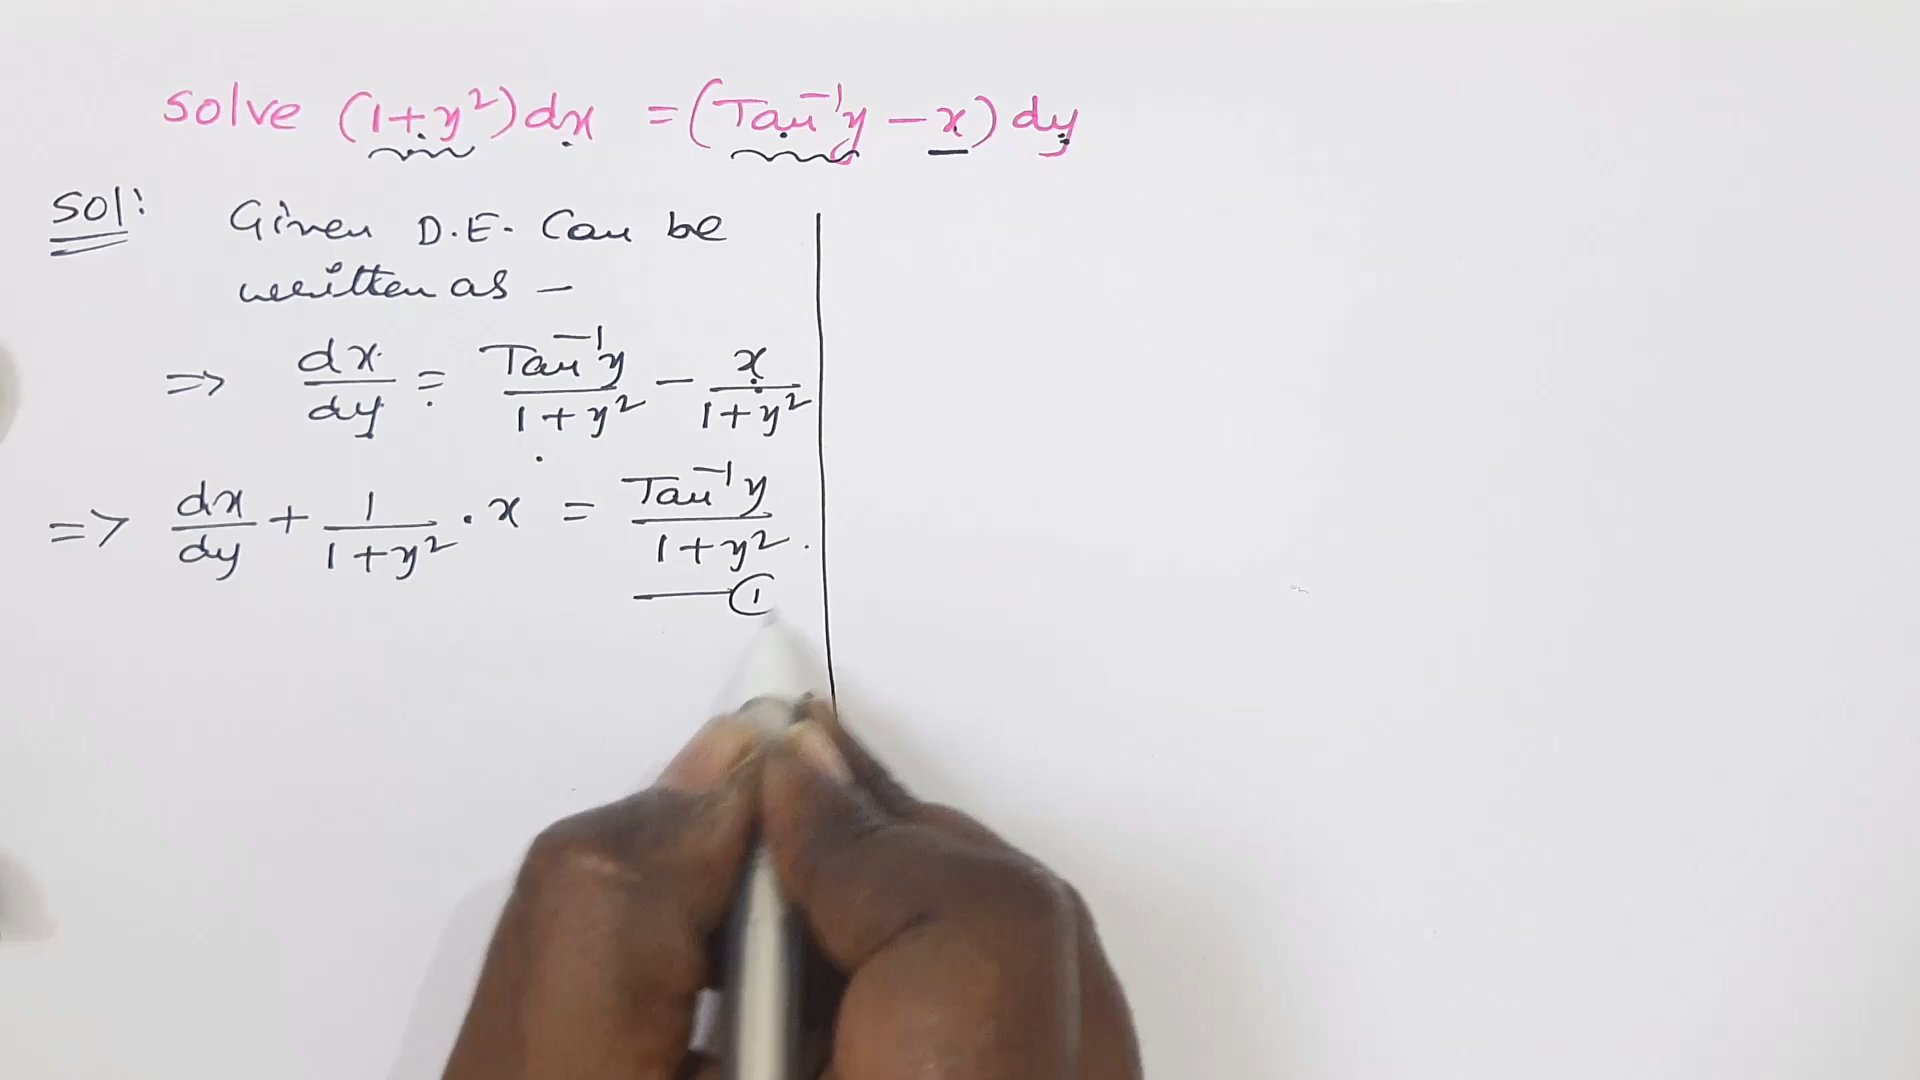 solve (1+y²)dx = (Tan⁻¹y − x) dy
Sol: Given D.E. Can be
written as –
=> dx/dy = Tan⁻¹y/1+y² − x/1+y²
=> dx/dy + 1/1+y² · x = Tan⁻¹y/1+y².
—①